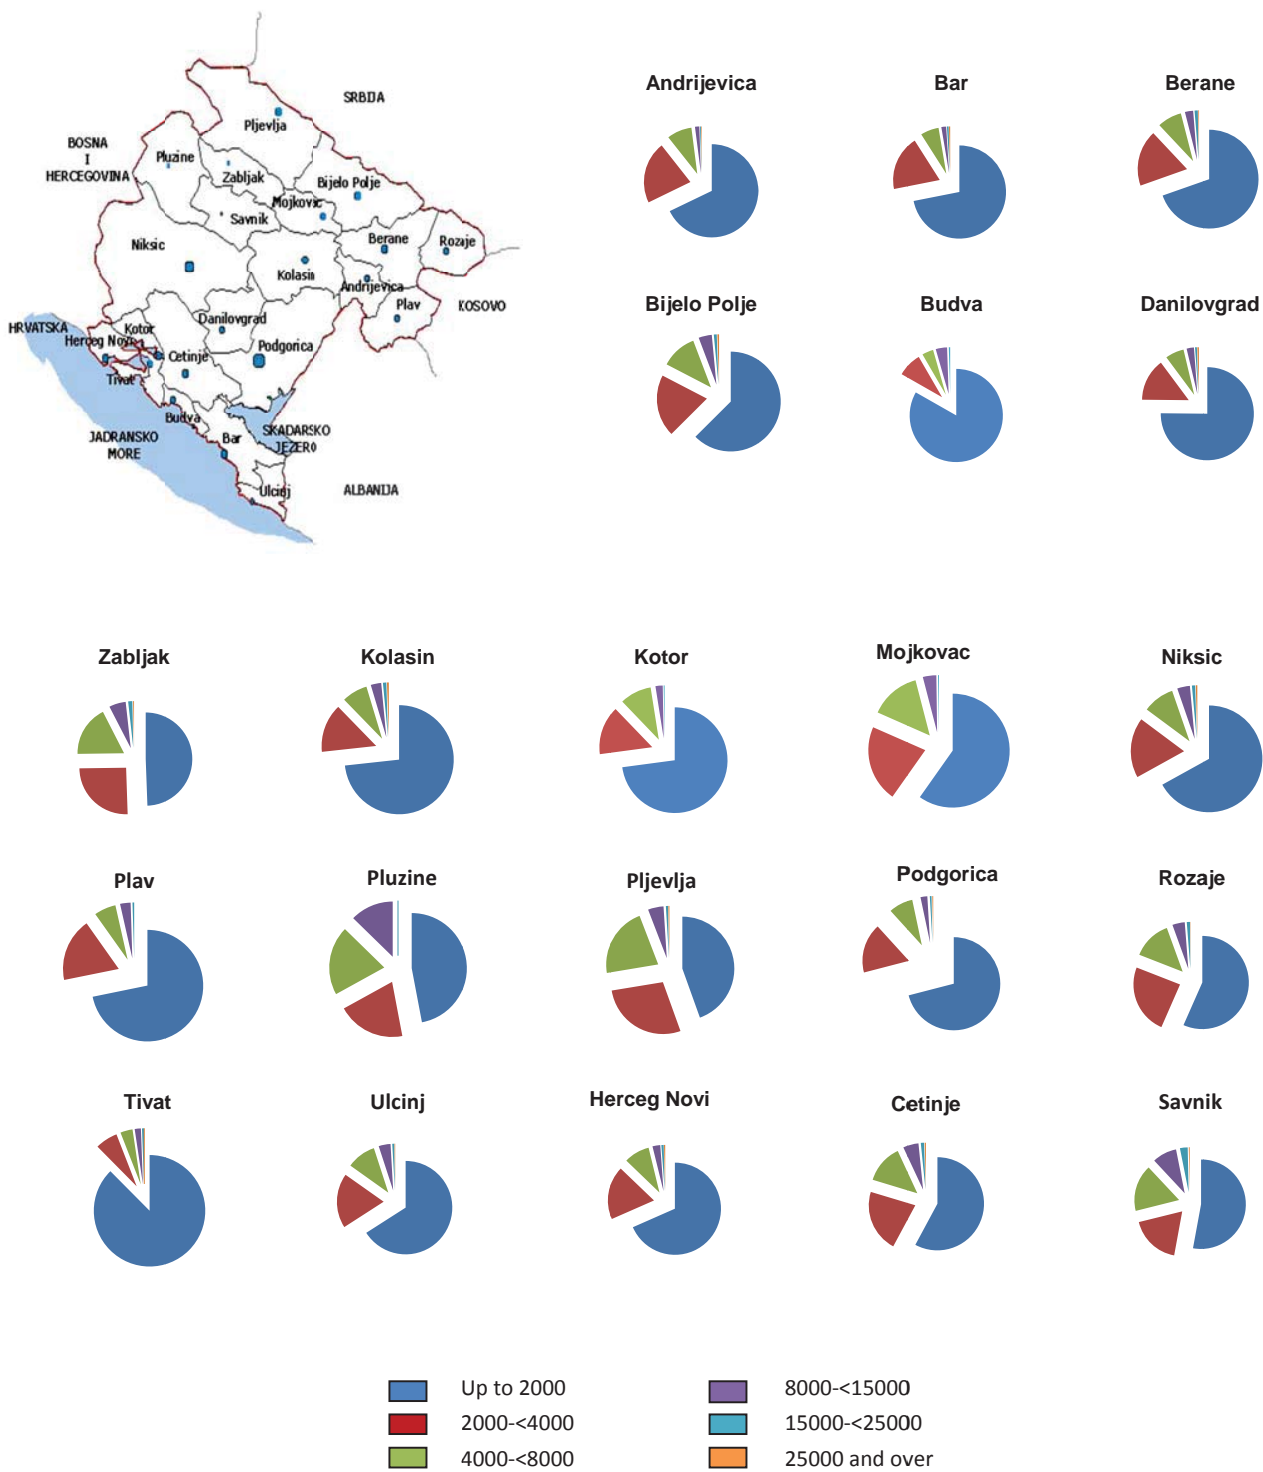 SRBIJA
Pljevlja
BOSNA
I
HERCEGOVINA
Pluzine
Zabljak
Bijelo Polje
Mojkovic
Savnik
Niksic
Berane
Rozaje
Kolasin
Andrijevica
Plav
KOSOVO
Danilovgrad
HRVATSKA
Kotor
Herceg Novi
Cetinje
Podgorica
Tivat
Budva
JADRANSKO
MORE
Bar
SKADARSKO
JEZERO
Ulcinj
ALBANIJA
Andrijevica
Bar
Berane
Bijelo Polje
Budva
Danilovgrad
Zabljak
Kolasin
Kotor
Mojkovac
Niksic
Plav
Pluzine
Pljevlja
Podgorica
Rozaje
Tivat
Ulcinj
Herceg Novi
Cetinje
Savnik
Up to 2000
2000-<4000
4000-<8000
8000-<15000
15000-<25000
25000 and over